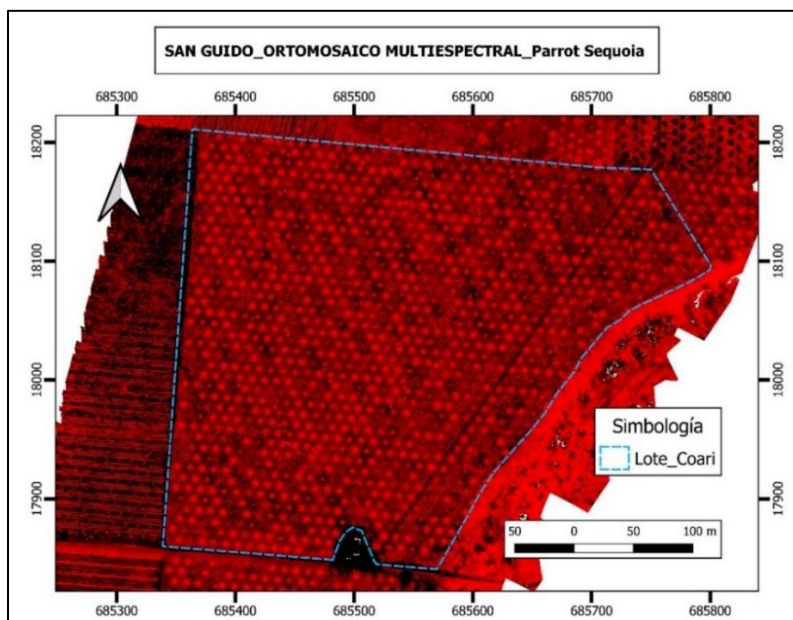 SAN GUIDO_ORTOMOSAICO MULTIESPECTRAL_Parrot Sequoia
685300 685400 685500 685600 685700 685800
18200 18200
18100 18100
18000 18000
17900 17900
Simbología
Lote_Coari
50 0 50 100 m
685300 685400 685500 685600 685700 685800